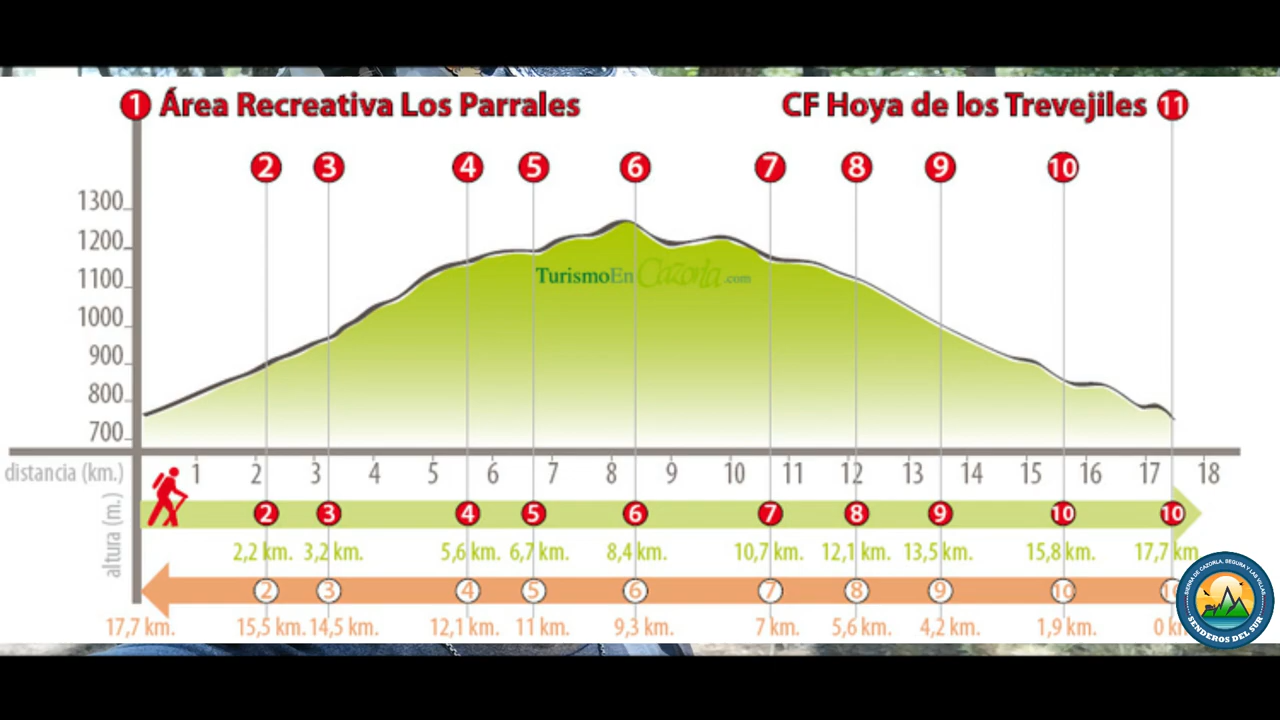 1 Área Recreativa Los Parrales
CF Hoya de los Trevejiles 11
2 3 4 5 6 7 8 9 10
1300
1200
1100
1000
900
800
700
TurismoEnCazorla.com
distancia (km.) 1 2 3 4 5 6 7 8 9 10 11 12 13 14 15 16 17 18
altura (m.)
2 3 4 5 6 7 8 9 10 10
2,2 km. 3,2 km. 5,6 km. 6,7 km. 8,4 km. 10,7 km. 12,1 km. 13,5 km. 15,8 km. 17,7 km
2 3 4 5 6 7 8 9 10
17,7 km. 15,5 km. 14,5 km. 12,1 km. 11 km. 9,3 km. 7 km. 5,6 km. 4,2 km. 1,9 km. 0 k
SIERRA DE CAZORLA, SEGURA Y LAS VILLAS
SENDEROS DEL SUR